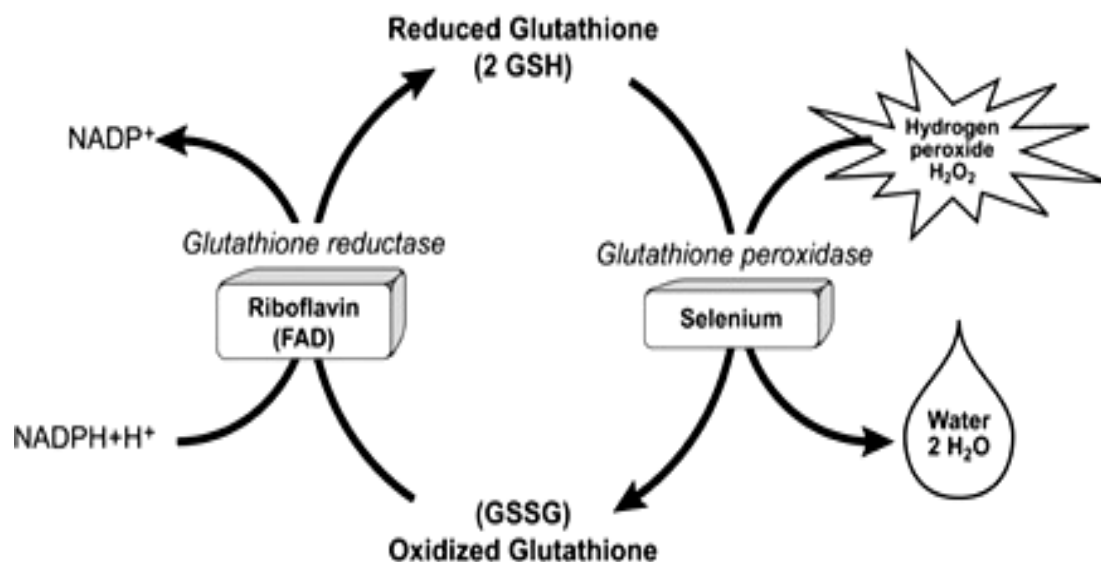 Reduced Glutathione
(2 GSH)
NADP⁺
Hydrogen
peroxide
H₂O₂
Glutathione reductase
Glutathione peroxidase
Riboflavin
(FAD)
Selenium
NADPH+H⁺
Water
2 H₂O
(GSSG)
Oxidized Glutathione